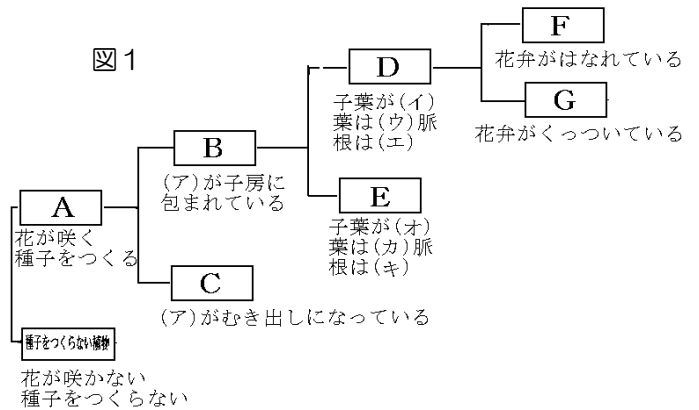 図1
F
花弁がはなれている
D
子葉が(イ)
葉は(ウ)脈
根は(エ)
G
花弁がくっついている
B
(ア)が子房に
包まれている
E
子葉が(オ)
葉は(カ)脈
根は(キ)
A
花が咲く
種子をつくる
C
(ア)がむき出しになっている
種子をつくらない植物
花が咲かない
種子をつくらない